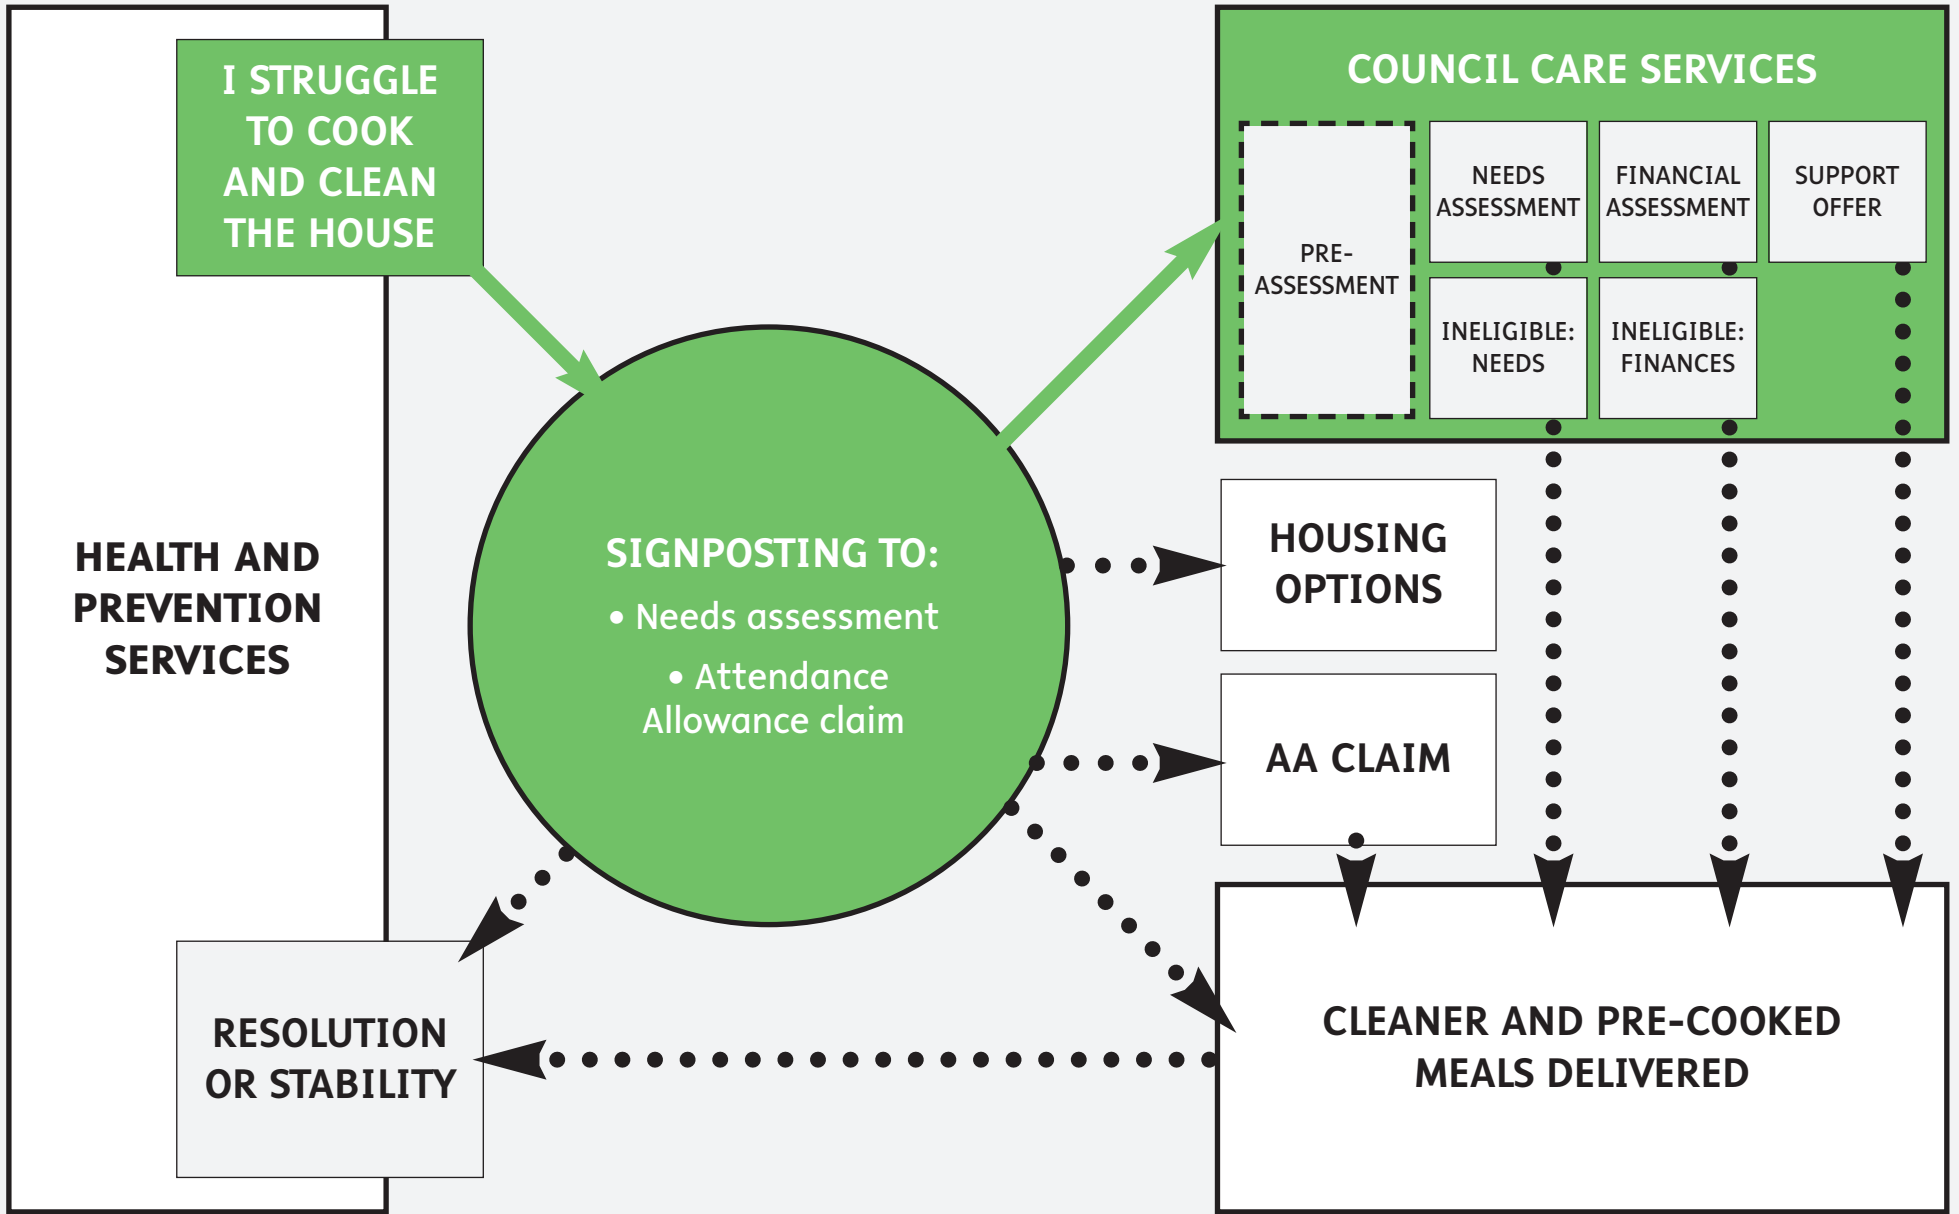 I STRUGGLE
TO COOK
AND CLEAN
THE HOUSE
HEALTH AND
PREVENTION
SERVICES
RESOLUTION
OR STABILITY
SIGNPOSTING TO:
• Needs assessment
• Attendance
Allowance claim
COUNCIL CARE SERVICES
PRE-
ASSESSMENT
NEEDS
ASSESSMENT
FINANCIAL
ASSESSMENT
SUPPORT
OFFER
INELIGIBLE:
NEEDS
INELIGIBLE:
FINANCES
HOUSING
OPTIONS
AA CLAIM
CLEANER AND PRE-COOKED
MEALS DELIVERED